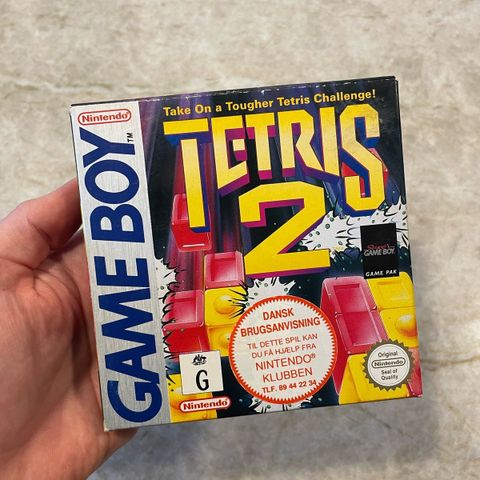 Nintendo
GAME BOY™
Take On a Tougher Tetris Challenge!
TETRIS
2
Super
GAME BOY
GAME PAK
DANSK
BRUGSANVISNING
TIL DETTE SPIL KAN
DU FÅ HJÆLP FRA
NINTENDO®
KLUBBEN
TLF. 89 44 22 34
G
Nintendo
Original
Nintendo
Seal of
Quality